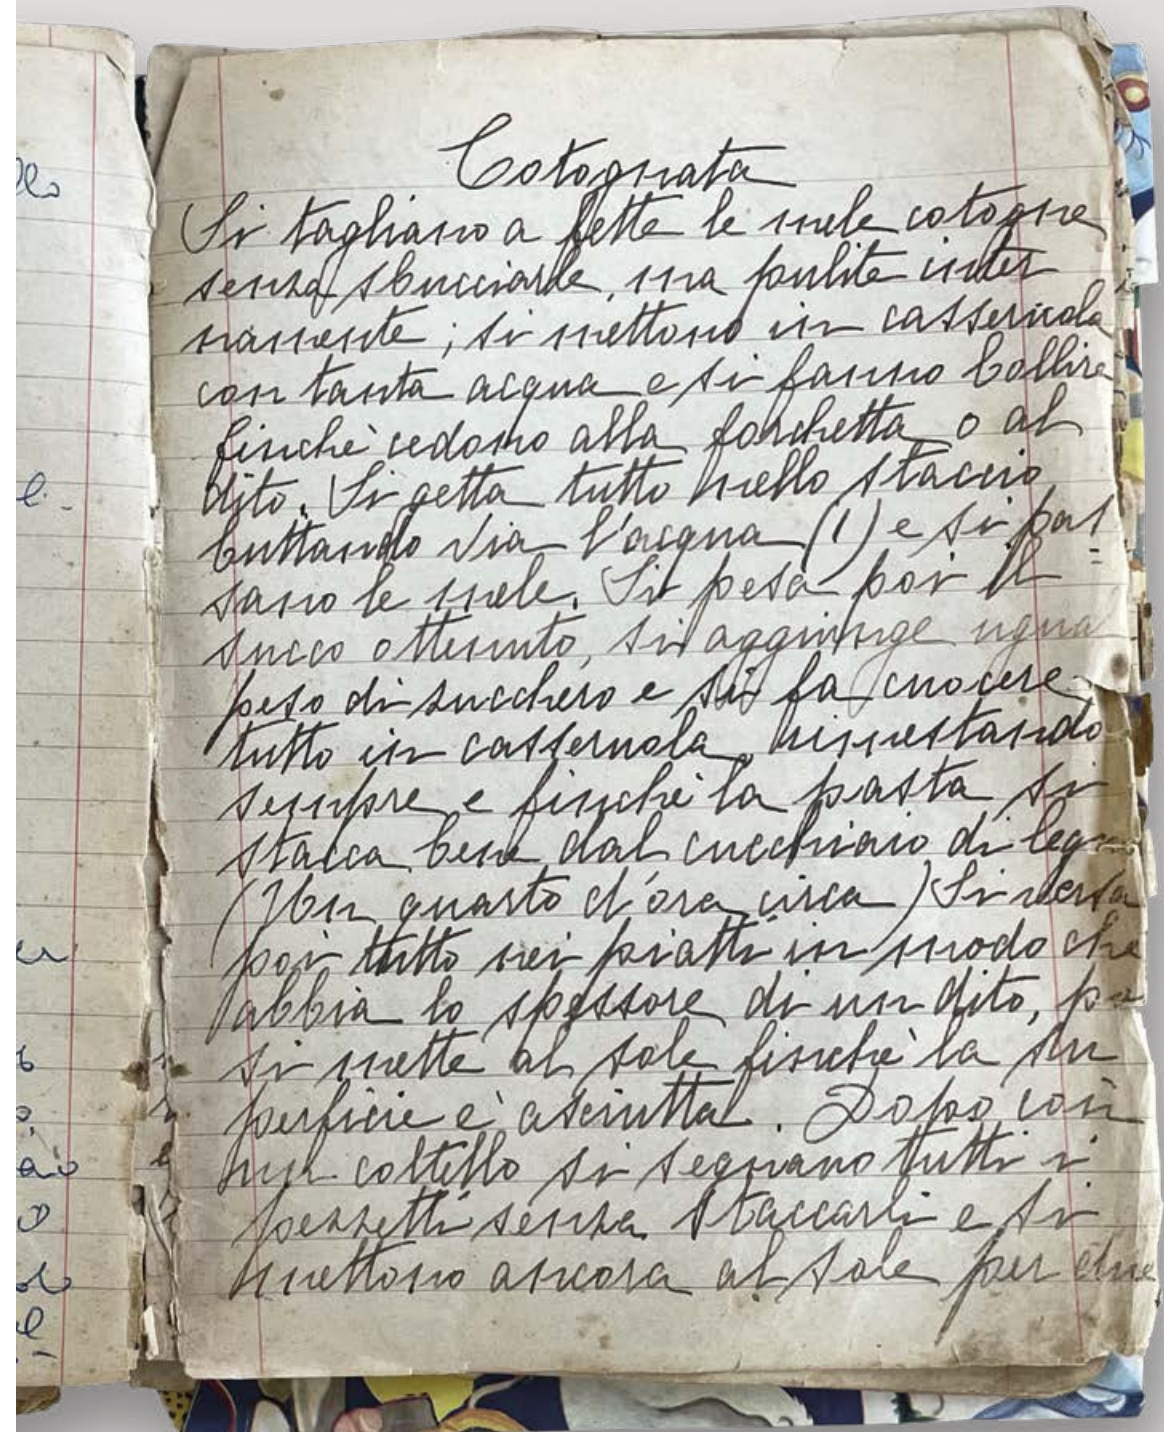 Cotognata
Si tagliano a fette le mele cotogne
senza sbucciarle, ma pulite inter
namente; si mettono in casseruola
con tanta acqua e si fanno bollire
finchè cedono alla forchetta o al
dito. Si getta tutto nello staccio
buttando via l'acqua (1) e si pas=
sano le mele. Si pesa poi il
succo ottenuto, si aggiunge ugua
peso di zucchero e si fa cuocere
tutto in casseruola, rimestando
sempre e finchè la pasta si
stacca bene dal cucchiaio di legn
(Un quarto d'ora circa) Si versa
poi tutto nei piatti in modo che
abbia lo spessore di un dito, po
si mette al sole finchè la su
perficie è asciutta. Dopo con
un coltello si segnano tutti i
pezzetti senza staccarli e si
mettono ancora al sole per due